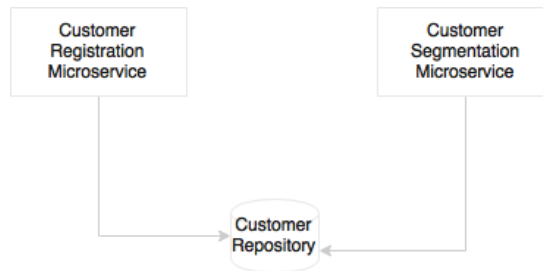 Customer
Registration
Microservice
Customer
Segmentation
Microservice
Customer
Repository